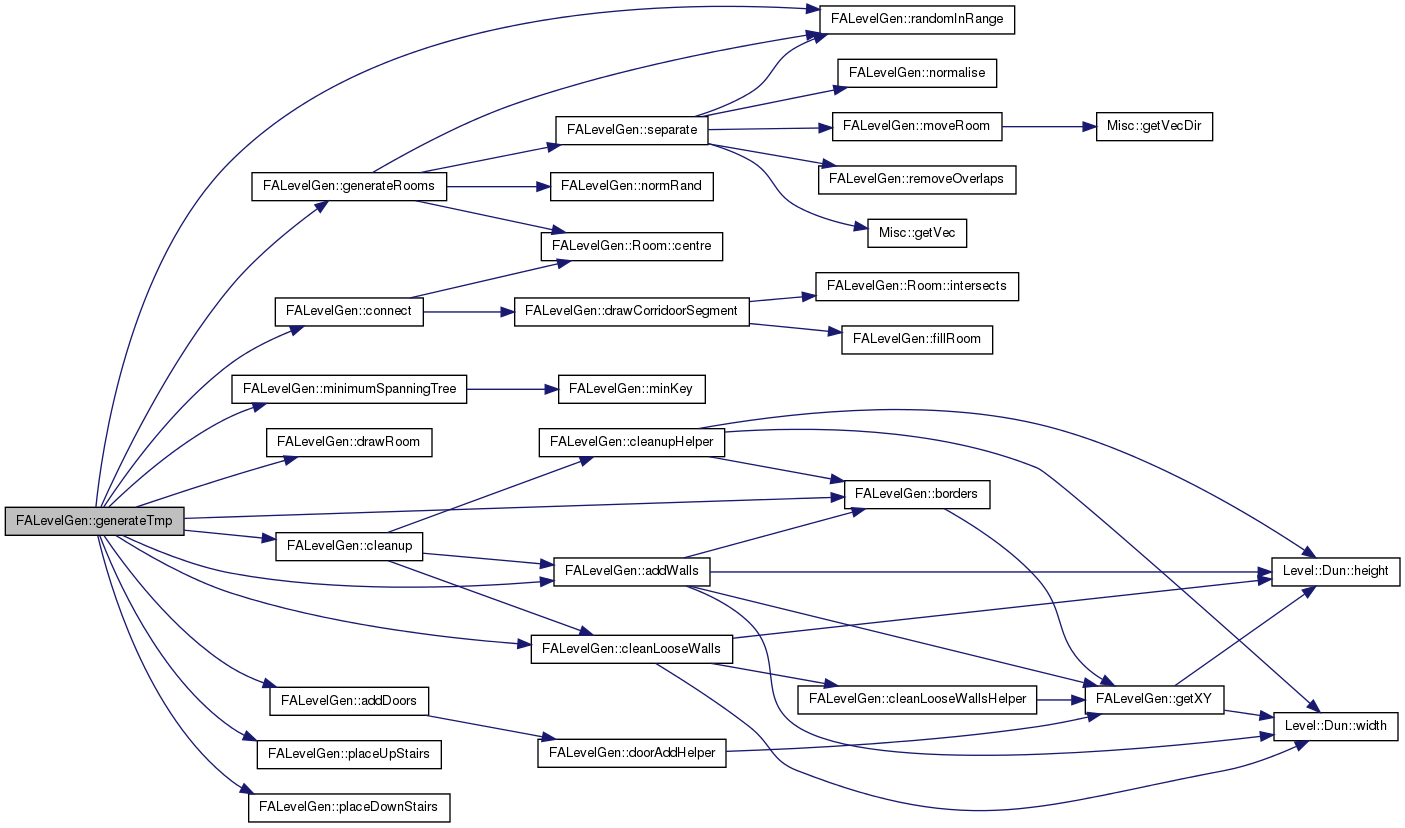 FALevelGen::randomInRange
FALevelGen::normalise
FALevelGen::separate
FALevelGen::moveRoom
Misc::getVecDir
FALevelGen::removeOverlaps
FALevelGen::generateRooms
FALevelGen::normRand
Misc::getVec
FALevelGen::Room::centre
FALevelGen::Room::intersects
FALevelGen::connect
FALevelGen::drawCorridoorSegment
FALevelGen::fillRoom
FALevelGen::minimumSpanningTree
FALevelGen::minKey
FALevelGen::drawRoom
FALevelGen::cleanupHelper
FALevelGen::borders
FALevelGen::generateTmp
FALevelGen::cleanup
FALevelGen::addWalls
Level::Dun::height
FALevelGen::cleanLooseWalls
FALevelGen::addDoors
FALevelGen::cleanLooseWallsHelper
FALevelGen::getXY
Level::Dun::width
FALevelGen::placeUpStairs
FALevelGen::doorAddHelper
FALevelGen::placeDownStairs